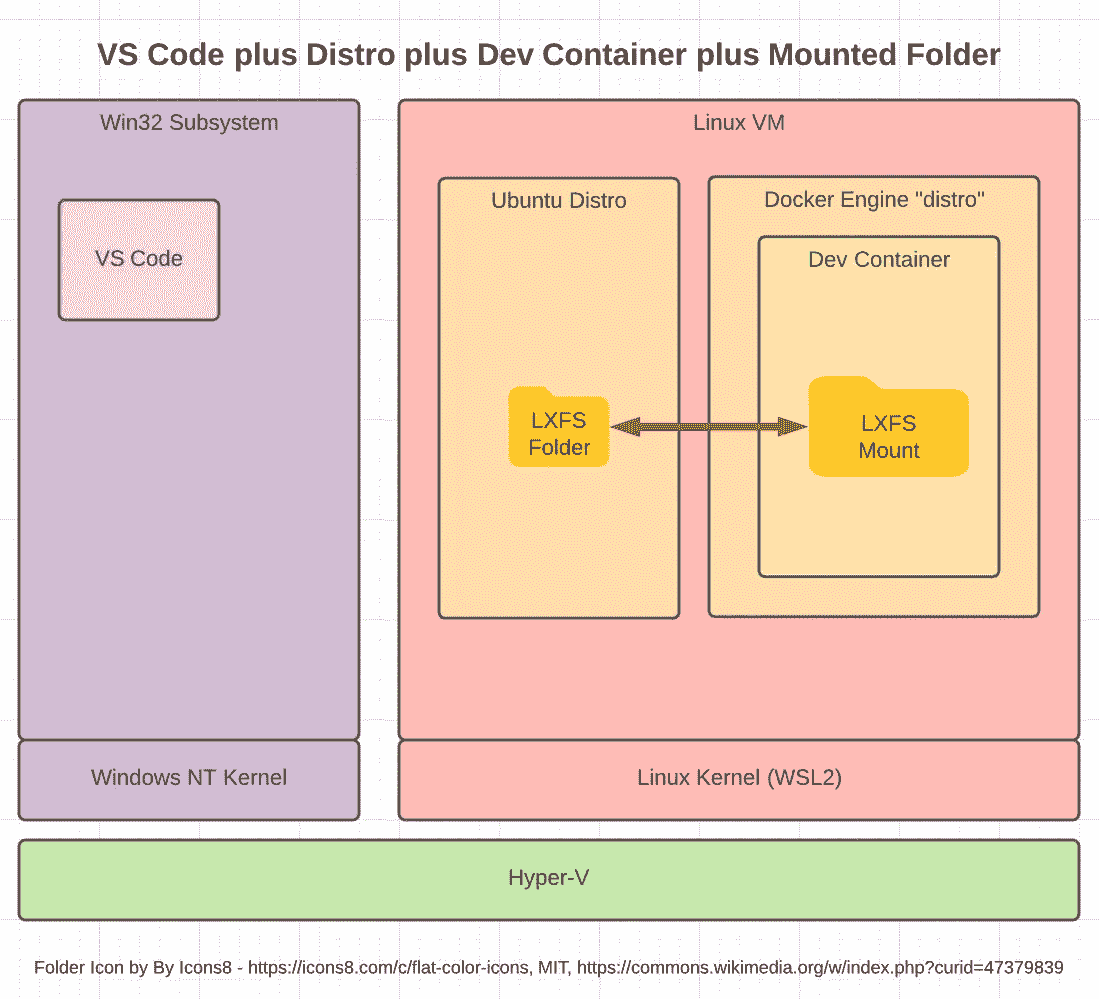 VS Code plus Distro plus Dev Container plus Mounted Folder
Win32 Subsystem
Linux VM
VS Code
Ubuntu Distro
Docker Engine "distro"
Dev Container
LXFS
Folder
LXFS
Mount
Windows NT Kernel
Linux Kernel (WSL2)
Hyper-V
Folder Icon by By Icons8 - https://icons8.com/c/flat-color-icons, MIT, https://commons.wikimedia.org/w/index.php?curid=47379839